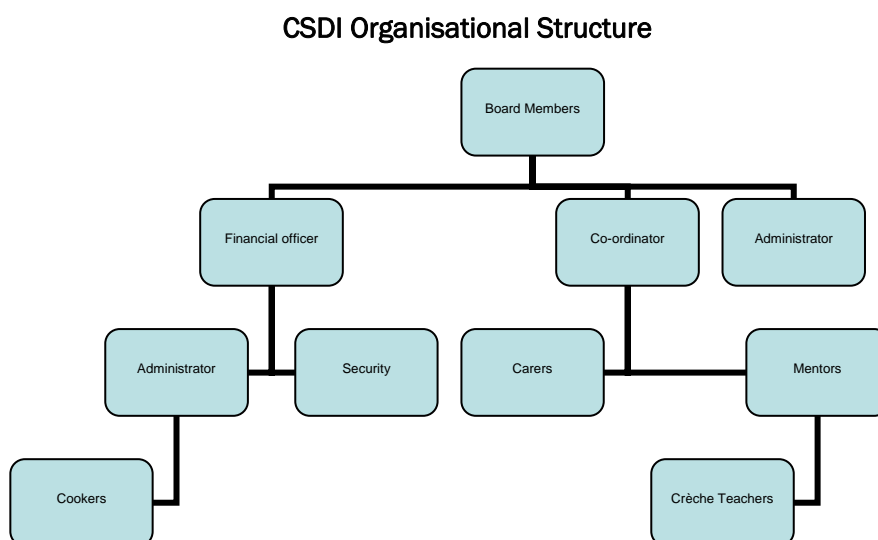 CSDI Organisational Structure
Board Members
Financial officer
Co-ordinator
Administrator
Administrator
Security
Carers
Mentors
Cookers
Crèche Teachers